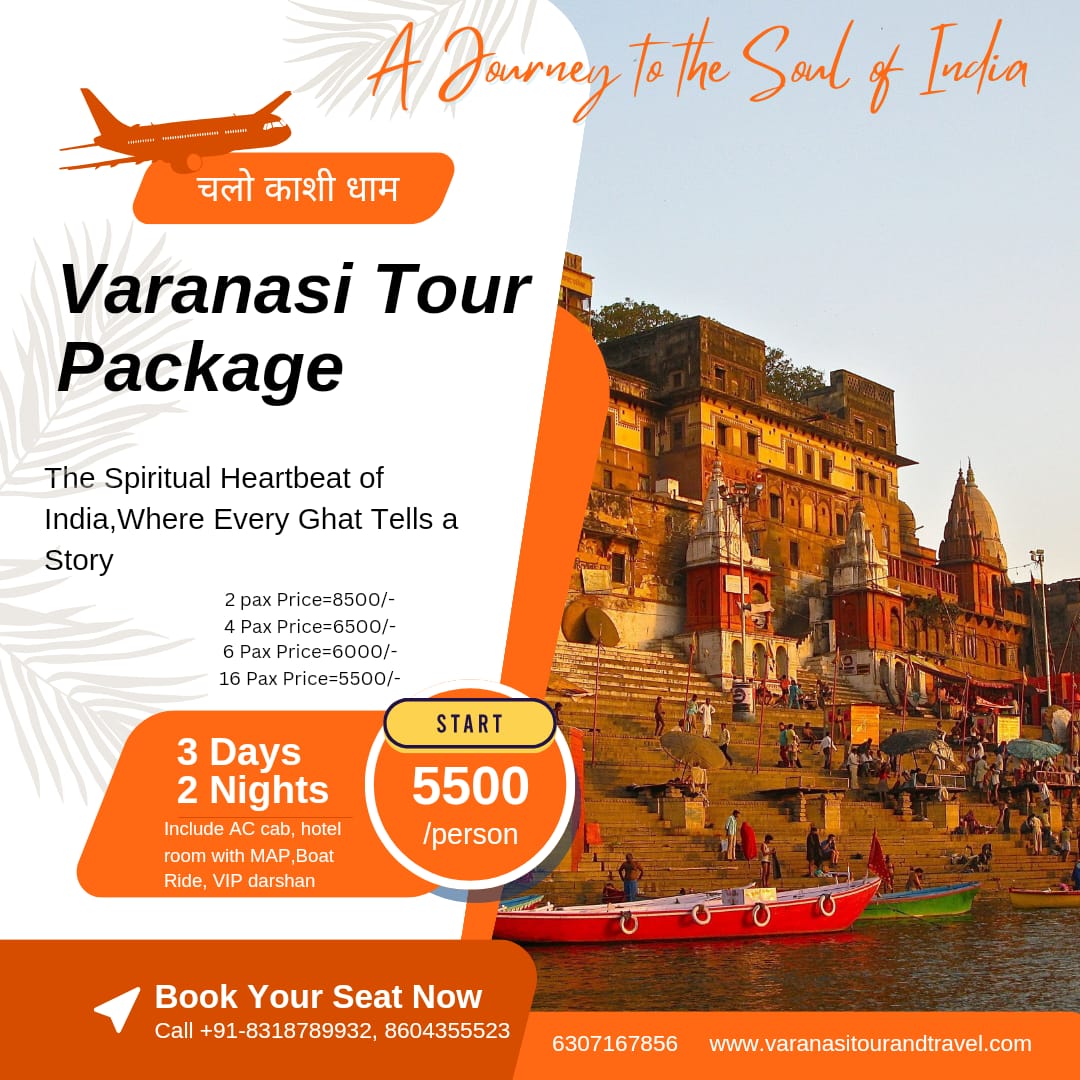 A Journey to the Soul of India
चलो काशी धाम
Varanasi Tour
Package
The Spiritual Heartbeat of
India,Where Every Ghat Tells a
Story
2 pax Price=8500/-
4 Pax Price=6500/-
6 Pax Price=6000/-
16 Pax Price=5500/-
START
5500
/person
3 Days
2 Nights
Include AC cab, hotel
room with MAP,Boat
Ride, VIP darshan
Book Your Seat Now
Call +91-8318789932, 8604355523
6307167856 www.varanasitourandtravel.com